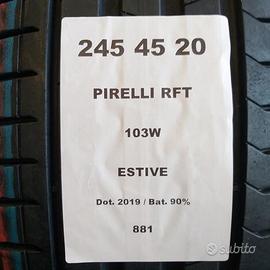 245 45 20
PIRELLI RFT
103W
ESTIVE
Dot. 2019 / Bat. 90%
881
subito